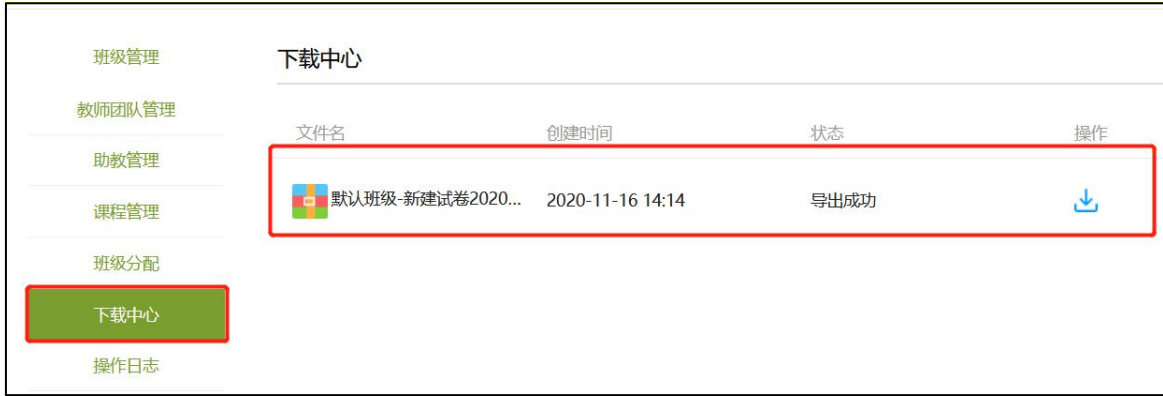 班级管理
教师团队管理
助教管理
课程管理
班级分配
下载中心
操作日志
下载中心
文件名 创建时间 状态 操作
默认班级-新建试卷2020... 2020-11-16 14:14 导出成功